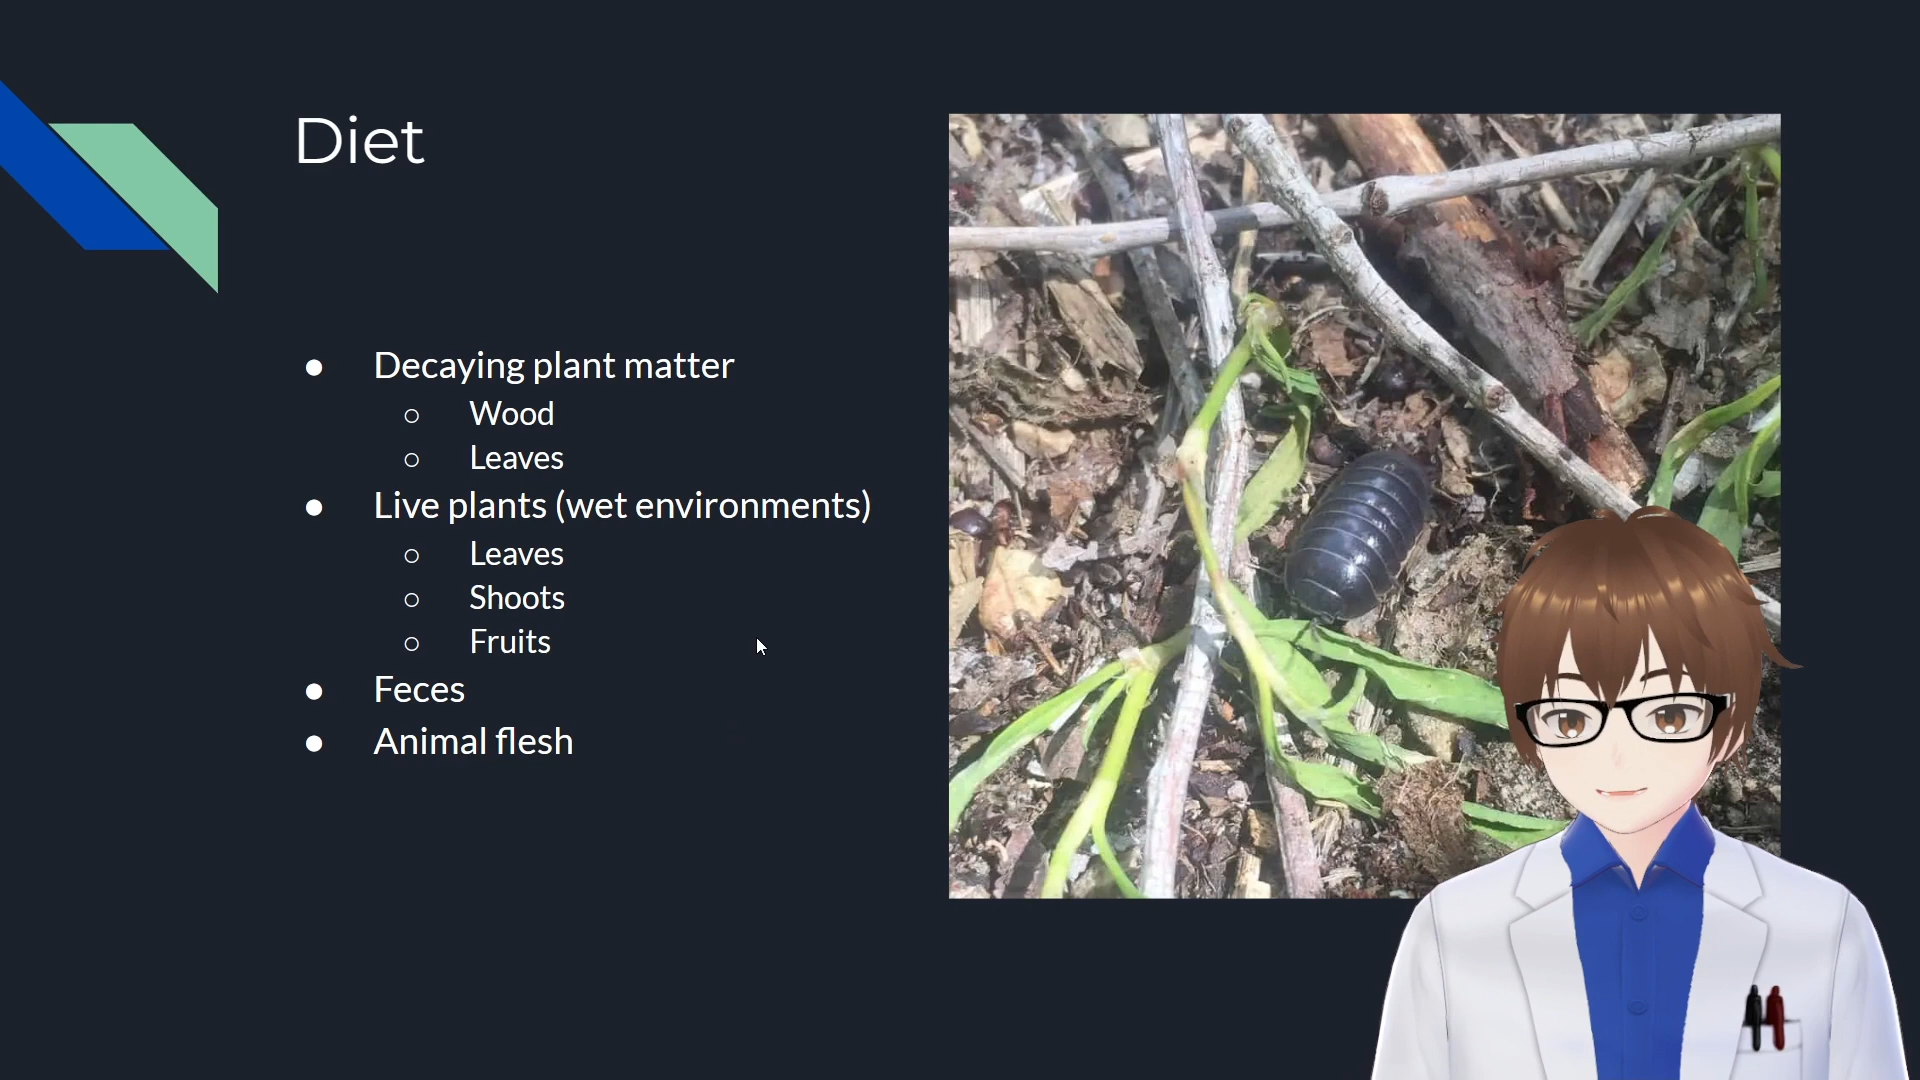 Diet
● Decaying plant matter
○ Wood
○ Leaves
● Live plants (wet environments)
○ Leaves
○ Shoots
○ Fruits
● Feces
● Animal flesh